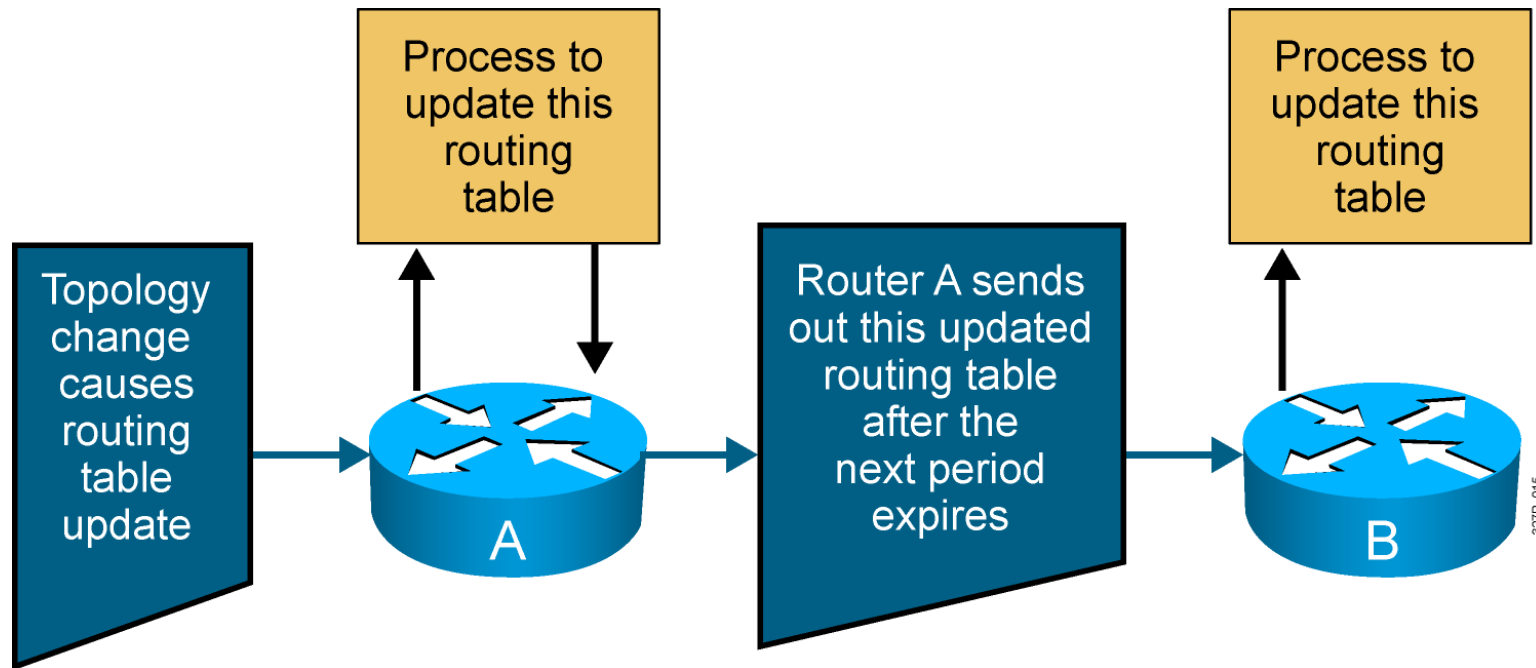 Process to
update this
routing
table
Process to
update this
routing
table
Topology
change
causes
routing
table
update
Router A sends
out this updated
routing table
after the
next period
expires
A
B